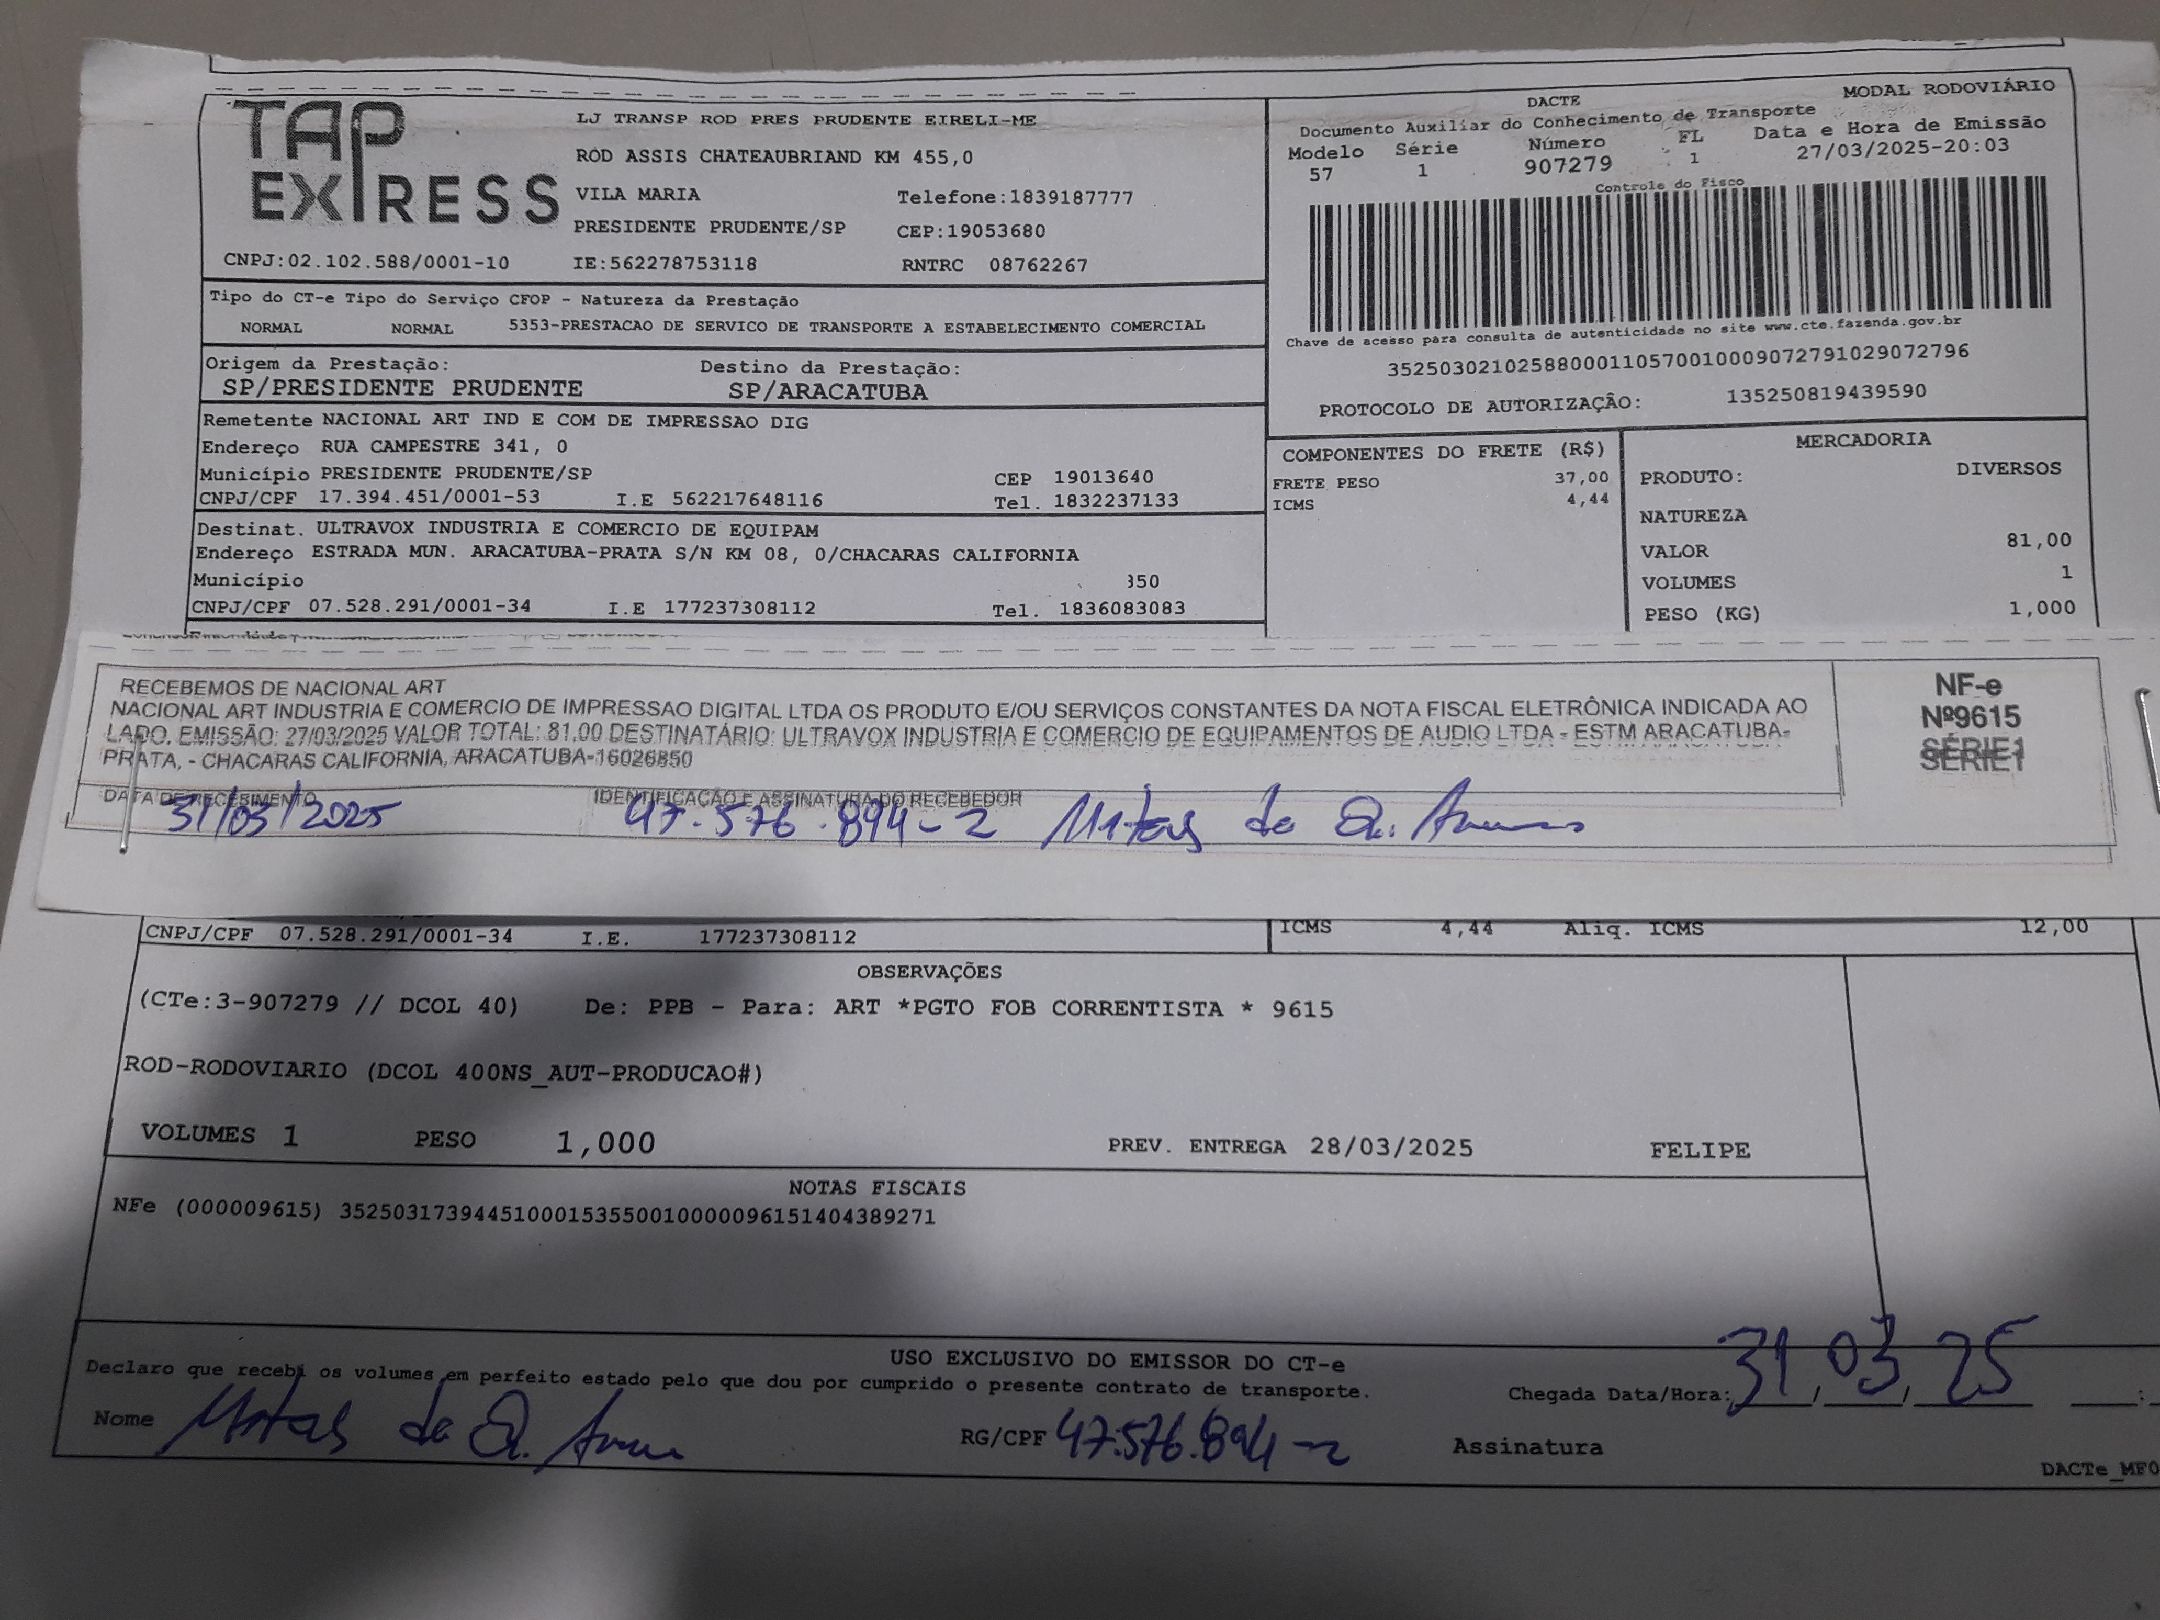 TAP
EXPRESS
LJ TRANSP ROD PRES PRUDENTE EIRELI-ME
ROD ASSIS CHATEAUBRIAND KM 455,0
VILA MARIA Telefone:1839187777
PRESIDENTE PRUDENTE/SP CEP:19053680
CNPJ:02.102.588/0001-10 IE:562278753118 RNTRC 08762267
DACTE MODAL RODOVIÁRIO
Documento Auxiliar do Conhecimento de Transporte
Modelo Série Número FL Data e Hora de Emissão
57 1 907279 1 27/03/2025-20:03
Controle do Fisco
Chave de acesso para consulta de autenticidade no site www.cte.fazenda.gov.br
35250302102588000110570010009072791029072796
PROTOCOLO DE AUTORIZAÇÃO: 135250819439590
Tipo do CT-e Tipo do Serviço CFOP - Natureza da Prestação
NORMAL NORMAL 5353-PRESTACAO DE SERVICO DE TRANSPORTE A ESTABELECIMENTO COMERCIAL
Origem da Prestação: Destino da Prestação:
SP/PRESIDENTE PRUDENTE SP/ARACATUBA
Remetente NACIONAL ART IND E COM DE IMPRESSAO DIG
Endereço RUA CAMPESTRE 341, 0
Município PRESIDENTE PRUDENTE/SP CEP 19013640
CNPJ/CPF 17.394.451/0001-53 I.E 562217648116 Tel. 1832237133
Destinat. ULTRAVOX INDUSTRIA E COMERCIO DE EQUIPAM
Endereço ESTRADA MUN. ARACATUBA-PRATA S/N KM 08, 0/CHACARAS CALIFORNIA
Município 350
CNPJ/CPF 07.528.291/0001-34 I.E 177237308112 Tel. 1836083083
COMPONENTES DO FRETE (R$)
FRETE PESO 37,00
ICMS 4,44
MERCADORIA
PRODUTO: DIVERSOS
NATUREZA
VALOR 81,00
VOLUMES 1
PESO (KG) 1,000
RECEBEMOS DE NACIONAL ART
NACIONAL ART INDUSTRIA E COMERCIO DE IMPRESSAO DIGITAL LTDA OS PRODUTO E/OU SERVIÇOS CONSTANTES DA NOTA FISCAL ELETRÔNICA INDICADA AO
LADO. EMISSÃO: 27/03/2025 VALOR TOTAL: 81.00 DESTINATÁRIO: ULTRAVOX INDUSTRIA E COMERCIO DE EQUIPAMENTOS DE AUDIO LTDA - ESTM ARACATUBA-
PRATA, - CHACARAS CALIFORNIA, ARACATUBA-16026850
NF-e
Nº9615
SÉRIE1
DATA DE RECEBIMENTO IDENTIFICAÇÃO E ASSINATURA DO RECEBEDOR
31/03/2025 47.576.894-2
CNPJ/CPF 07.528.291/0001-34 I.E. 177237308112 ICMS 4,44 Aliq. ICMS 12,00
OBSERVAÇÕES
(CTe:3-907279 // DCOL 40) De: PPB - Para: ART *PGTO FOB CORRENTISTA * 9615
ROD-RODOVIARIO (DCOL 400NS_AUT-PRODUCAO#)
VOLUMES 1 PESO 1,000 PREV. ENTREGA 28/03/2025 FELIPE
NOTAS FISCAIS
NFe (000009615) 35250317394451000153550010000096151404389271
USO EXCLUSIVO DO EMISSOR DO CT-e
Declaro que recebi os volumes em perfeito estado pelo que dou por cumprido o presente contrato de transporte.
Chegada Data/Hora: 31/03/25 :
Nome RG/CPF 47.576.894-2 Assinatura
DACTe_MF0